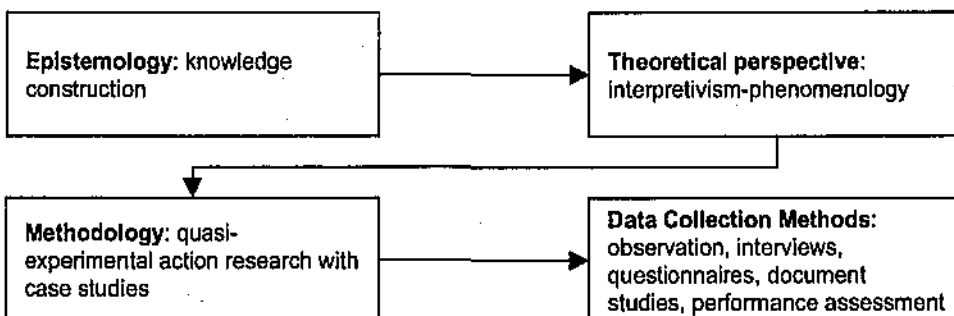 Epistemology: knowledge
construction
Theoretical perspective:
interpretivism-phenomenology
Methodology: quasi-
experimental action research with
case studies
Data Collection Methods:
observation, interviews,
questionnaires, document
studies, performance assessment